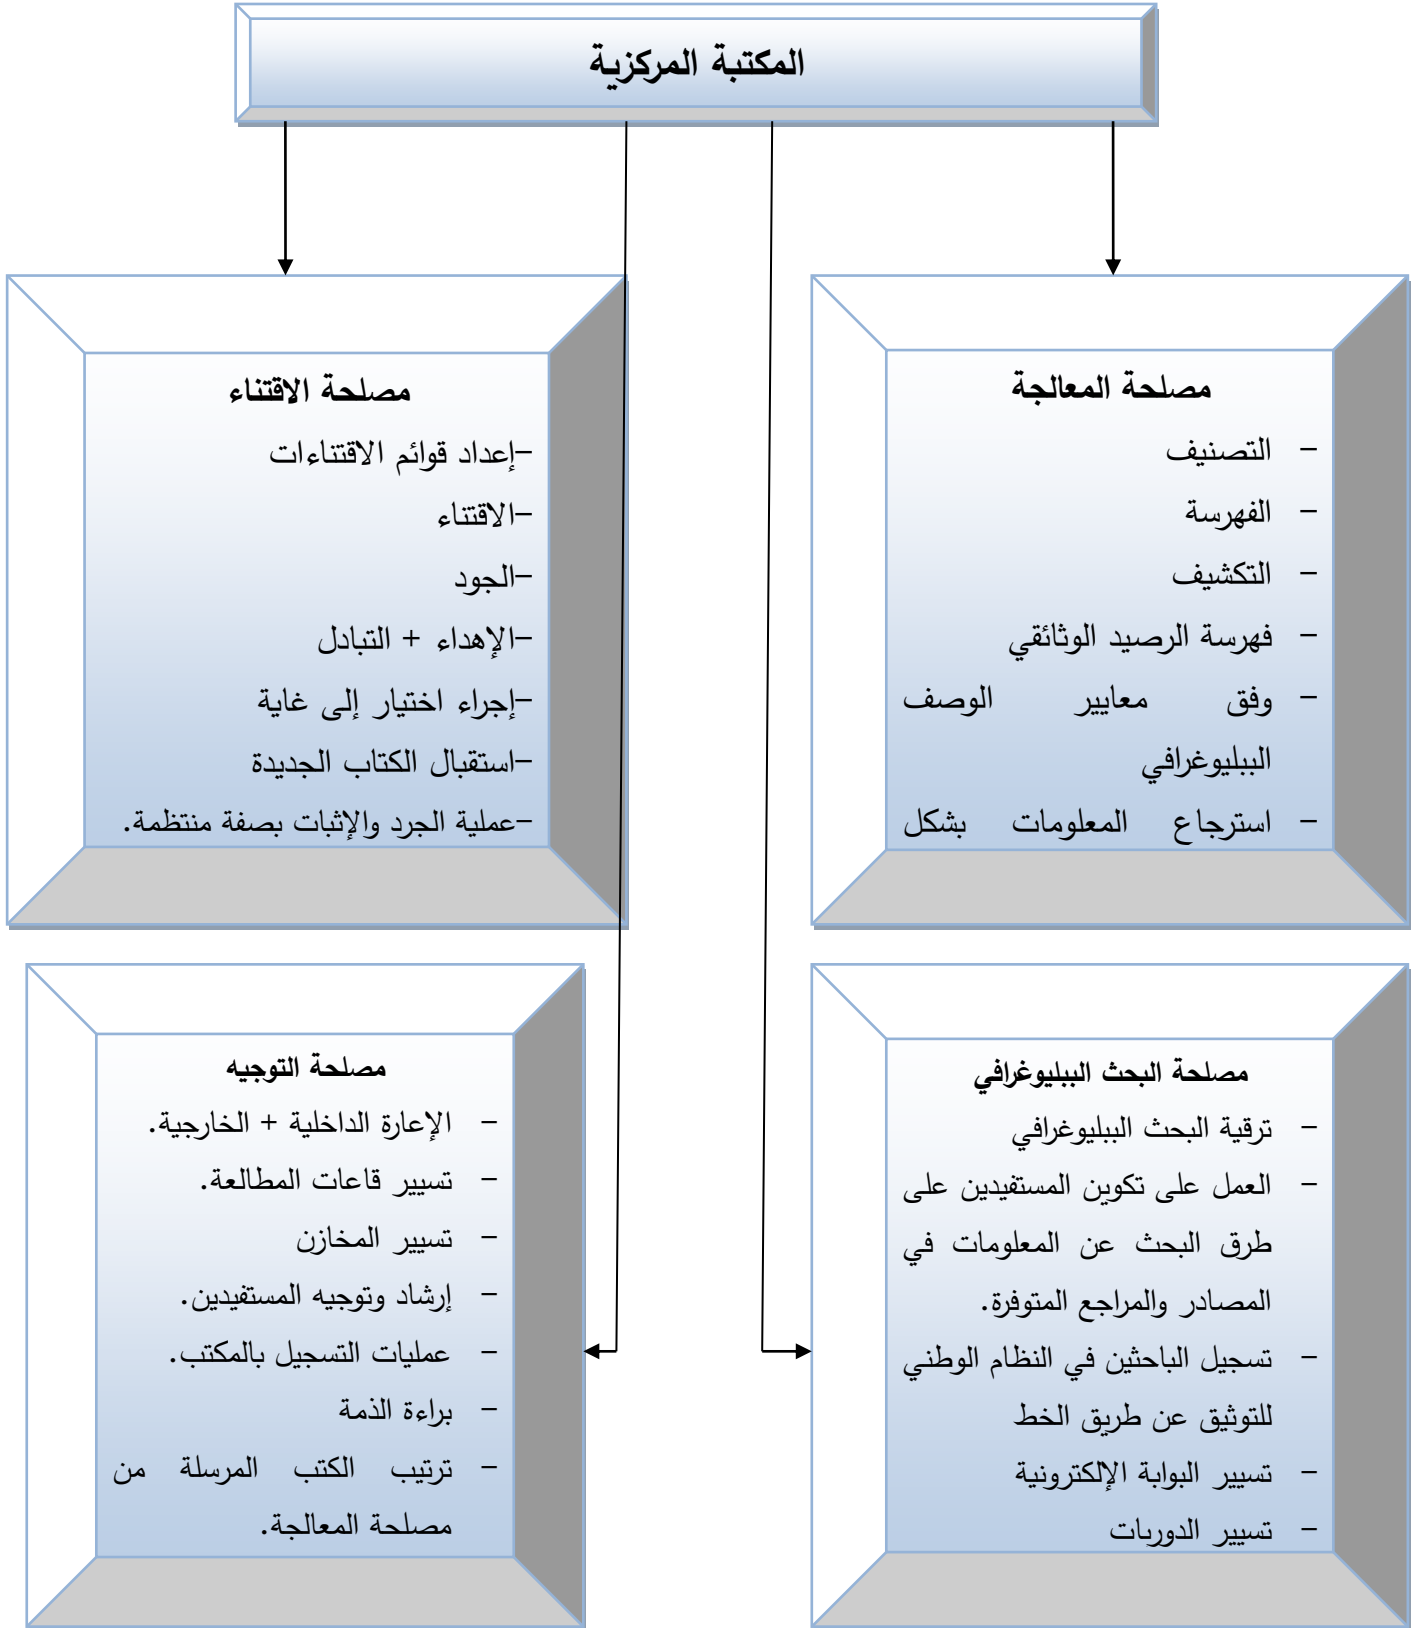 المكتبة المركزية
مصلحة المعالجة
- التصنيف
- الفهرسة
- التكشيف
- فهرسة الرصيد الوثائقي
- وفق معايير الوصف
الببليوغرافي
- استرجاع المعلومات بشكل
مصلحة الاقتناء
-إعداد قوائم الاقتناءات
-الاقتناء
-الجود
-الإهداء + التبادل
-إجراء اختيار إلى غاية
-استقبال الكتاب الجديدة
-عملية الجرد والإثبات بصفة منتظمة.
مصلحة البحث الببليوغرافي
- ترقية البحث الببليوغرافي
- العمل على تكوين المستفيدين على
طرق البحث عن المعلومات في
المصادر والمراجع المتوفرة.
- تسجيل الباحثين في النظام الوطني
للتوثيق عن طريق الخط
- تسيير البوابة الإلكترونية
- تسيير الدوريات
مصلحة التوجيه
- الإعارة الداخلية + الخارجية.
- تسيير قاعات المطالعة.
- تسيير المخازن
- إرشاد وتوجيه المستفيدين.
- عمليات التسجيل بالمكتب.
- براءة الذمة
- ترتيب الكتب المرسلة من
مصلحة المعالجة.